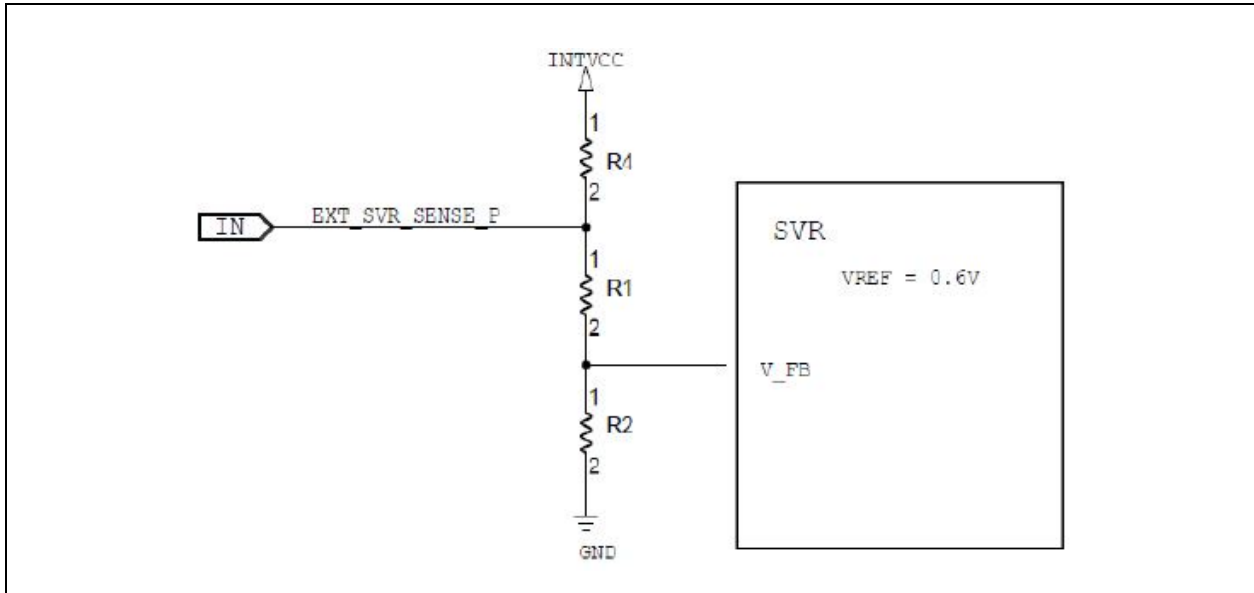 INTVCC
1
R4
2
IN
EXT_SVR_SENSE_P
1
R1
2
SVR
VREF = 0.6V
V_FB
1
R2
2
GND